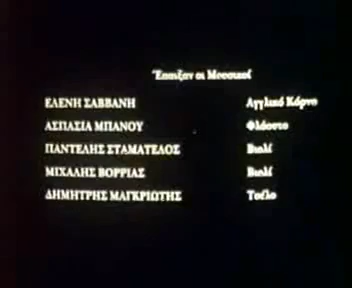 Έπαιξαν οι Μουσικοί
ΕΛΕΝΗ ΣΑΒΒΑΝΗ Αγγλικό Κόρνο
ΑΣΠΑΣΙΑ ΜΠΑΝΟΥ Φλάουτο
ΠΑΝΤΕΛΗΣ ΣΤΑΜΑΤΕΛΟΣ Βιολί
ΜΙΧΑΛΗΣ ΒΟΡΡΙΑΣ Βιολί
ΔΗΜΗΤΡΗΣ ΜΑΓΚΡΙΩΤΗΣ Τσέλο